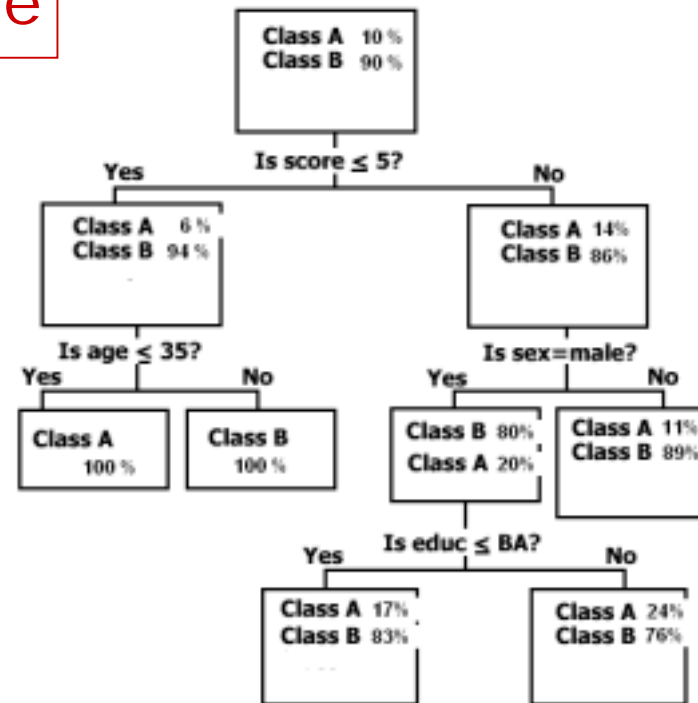 e
Class A 10 %
Class B 90 %
Is score ≤ 5?
Yes
No
Class A 6 %
Class B 94 %
Class A 14%
Class B 86%
Is age ≤ 35?
Is sex=male?
Yes
No
Yes
No
Class A
100 %
Class B
100 %
Class B 80%
Class A 20%
Class A 11%
Class B 89%
Is educ ≤ BA?
Yes
No
Class A 17%
Class B 83%
Class A 24%
Class B 76%